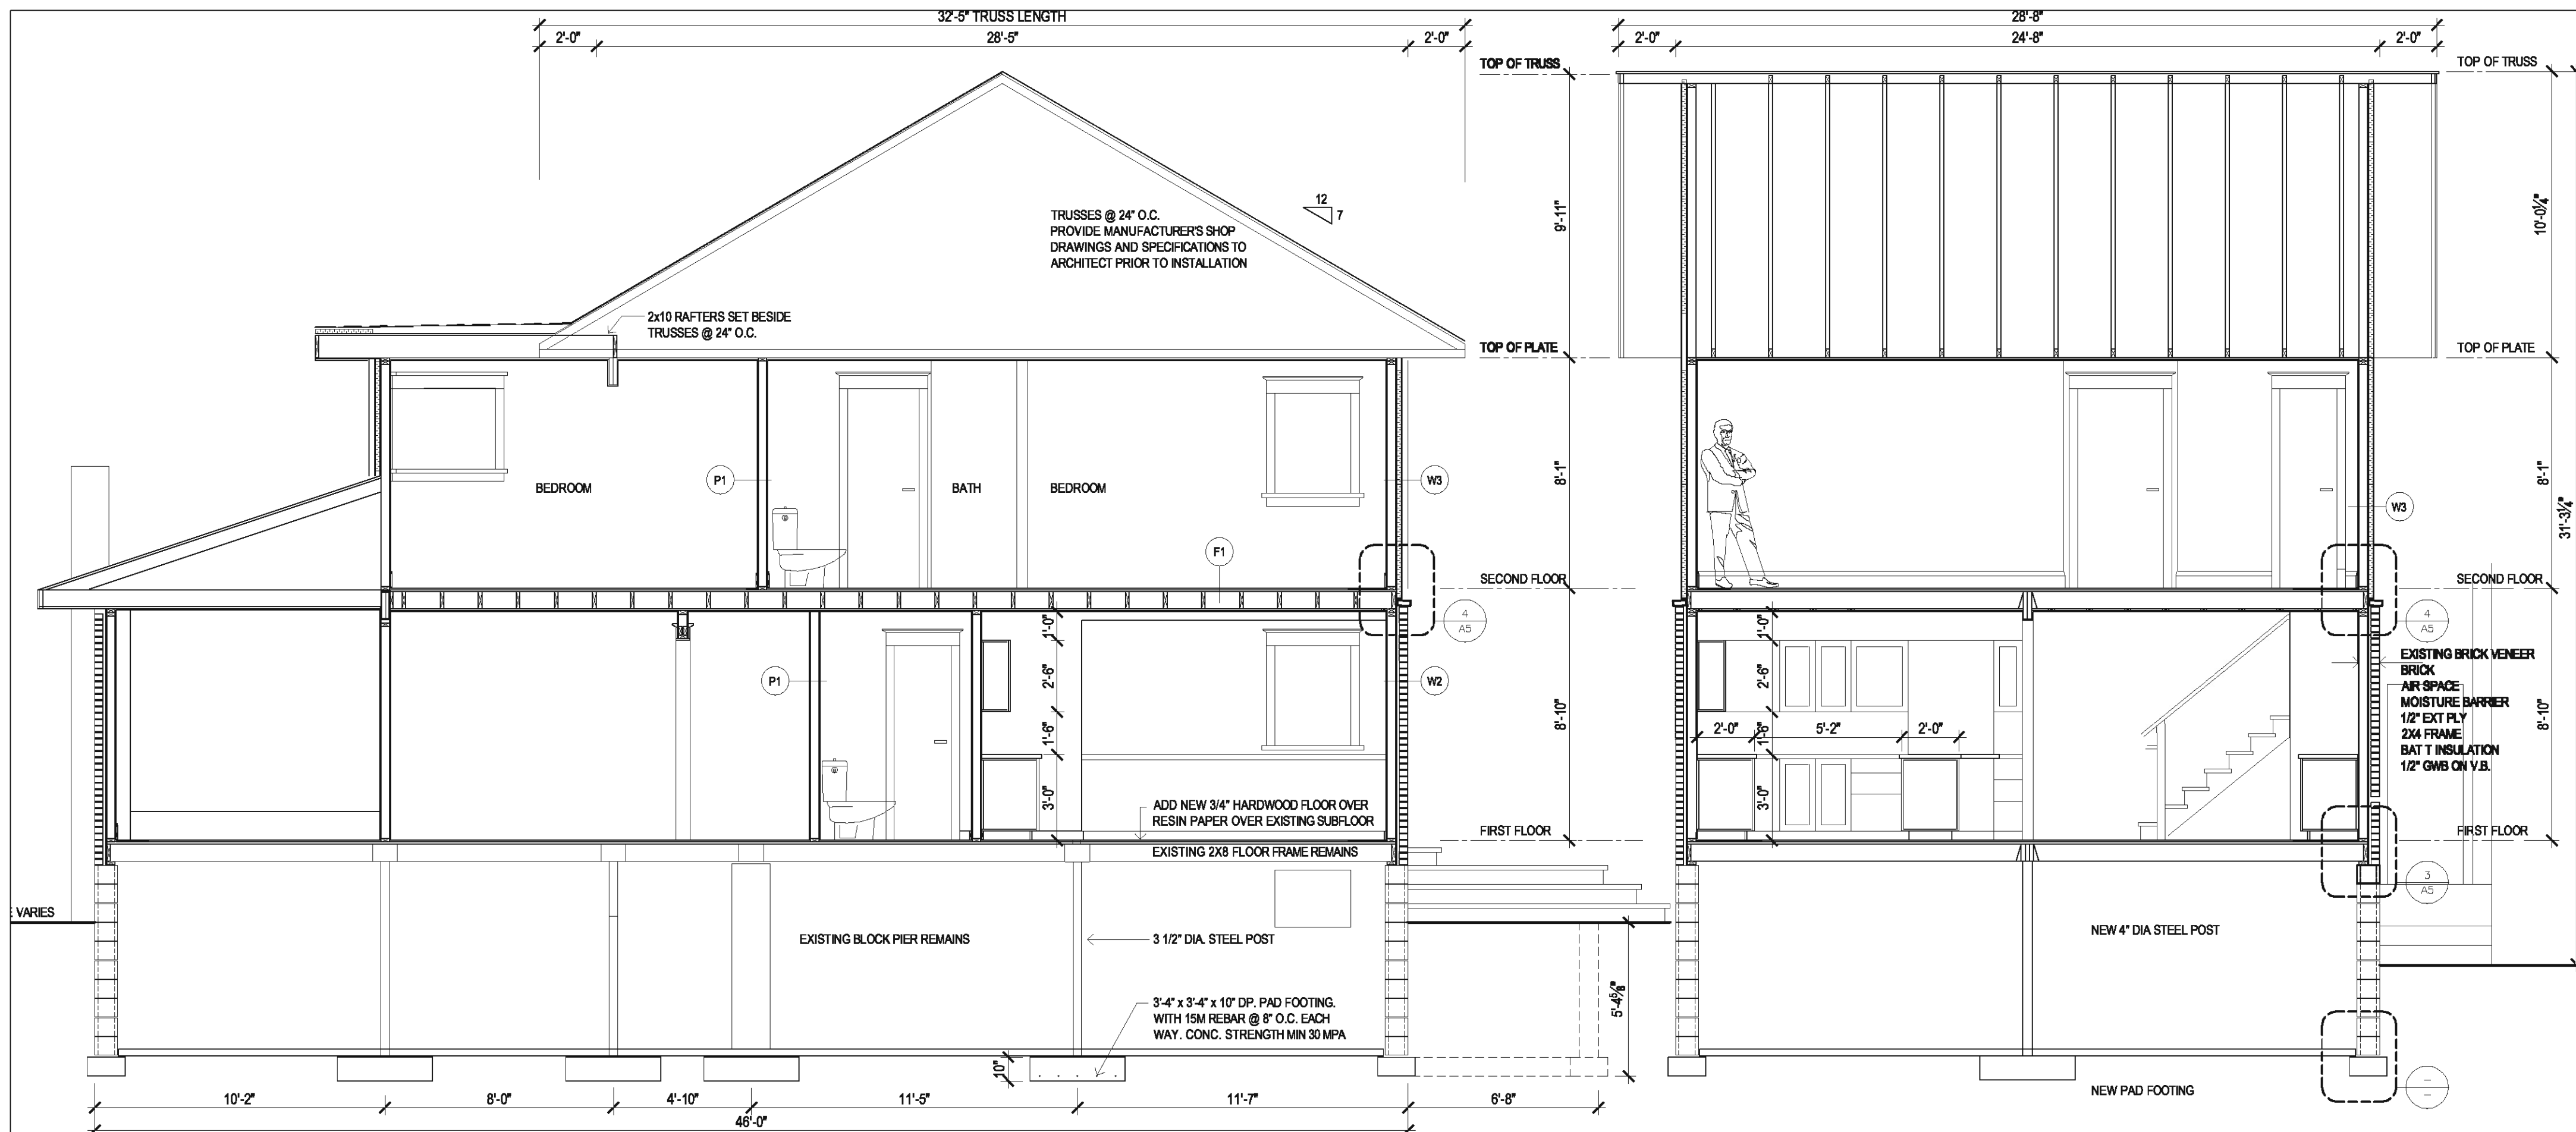 32'-5" TRUSS LENGTH
2'-0"
28'-5"
2'-0"
28'-8"
2'-0"
24'-8"
2'-0"
TOP OF TRUSS
TOP OF TRUSS
12
7
TRUSSES @ 24" O.C.
PROVIDE MANUFACTURER'S SHOP
DRAWINGS AND SPECIFICATIONS TO
ARCHITECT PRIOR TO INSTALLATION
9'-11"
10'-0¼"
2x10 RAFTERS SET BESIDE
TRUSSES @ 24" O.C.
TOP OF PLATE
TOP OF PLATE
BEDROOM
P1
BATH
BEDROOM
W3
8'-1"
W3
8'-1"
31'-3¼"
F1
SECOND FLOOR
SECOND FLOOR
4
A5
4
A5
1'-0"
2'-6"
1'-6"
3'-0"
P1
W2
8'-10"
1'-0"
2'-6"
1'-6"
3'-0"
2'-0"
5'-2"
2'-0"
EXISTING BRICK VENEER
BRICK
AIR SPACE
MOISTURE BARRIER
1/2" EXT PLY
2X4 FRAME
BAT T INSULATION
1/2" GWB ON V.B.
8'-10"
ADD NEW 3/4" HARDWOOD FLOOR OVER
RESIN PAPER OVER EXISTING SUBFLOOR
FIRST FLOOR
FIRST FLOOR
EXISTING 2X8 FLOOR FRAME REMAINS
3
A5
E VARIES
EXISTING BLOCK PIER REMAINS
3 1/2" DIA. STEEL POST
NEW 4" DIA STEEL POST
3'-4" x 3'-4" x 10" DP. PAD FOOTING.
WITH 15M REBAR @ 8" O.C. EACH
WAY. CONC. STRENGTH MIN 30 MPA
5'-4⅝"
10"
NEW PAD FOOTING
–
–
10'-2"
8'-0"
4'-10"
11'-5"
11'-7"
6'-8"
46'-0"